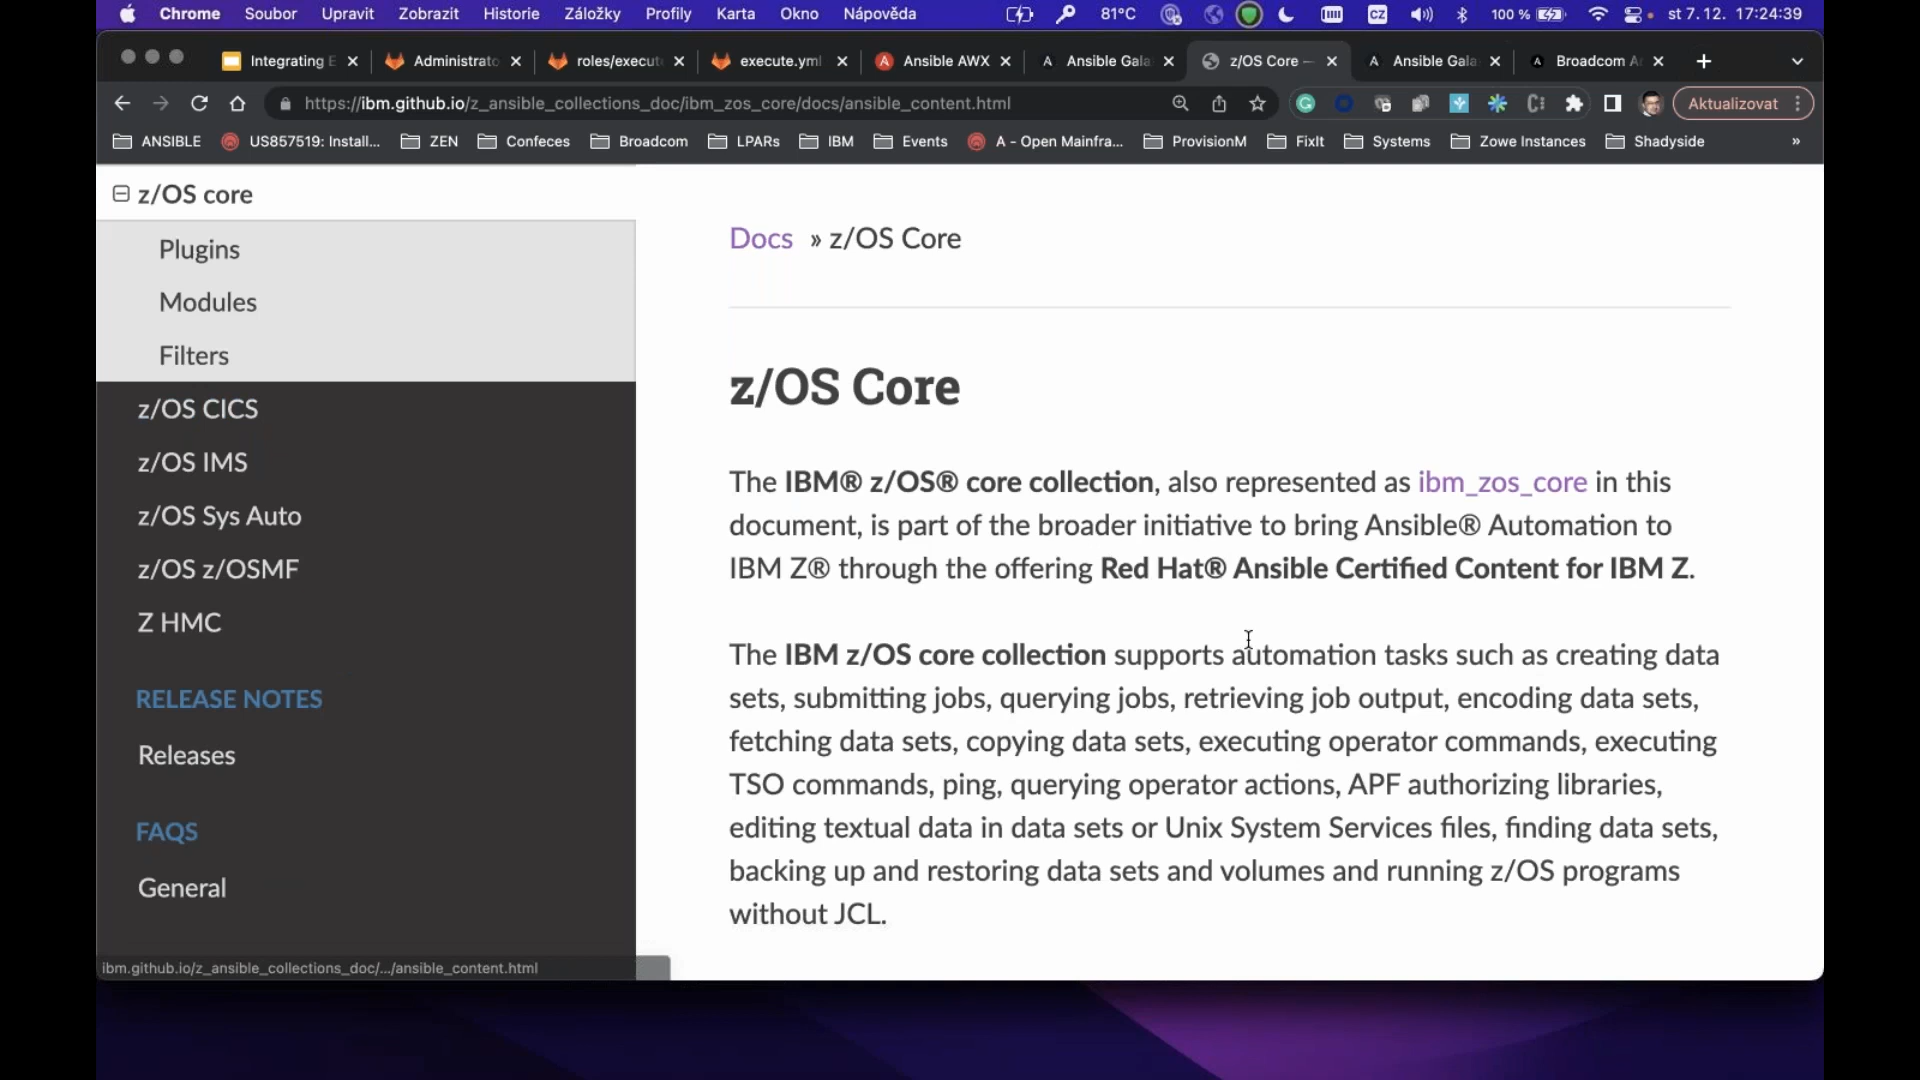 Chrome Soubor Upravit Zobrazit Historie Záložky Profily Karta Okno Nápověda 81°C CZ 100 % st 7. 12. 17:24:39
Integrating E Administrato roles/execut execute.yml Ansible AWX Ansible Gala z/OS Core — Ansible Gala Broadcom A
https://ibm.github.io/z_ansible_collections_doc/ibm_zos_core/docs/ansible_content.html Aktualizovat
ANSIBLE US857519: Install... ZEN Confeces Broadcom LPARs IBM Events A - Open Mainfra... ProvisionM FixIt Systems Zowe Instances Shadyside »
z/OS core
Plugins
Modules
Filters
z/OS CICS
z/OS IMS
z/OS Sys Auto
z/OS z/OSMF
Z HMC
RELEASE NOTES
Releases
FAQS
General
ibm.github.io/z_ansible_collections_doc/.../ansible_content.html
Docs » z/OS Core
z/OS Core
The IBM® z/OS® core collection, also represented as ibm_zos_core in this
document, is part of the broader initiative to bring Ansible® Automation to
IBM Z® through the offering Red Hat® Ansible Certified Content for IBM Z.
The IBM z/OS core collection supports automation tasks such as creating data
sets, submitting jobs, querying jobs, retrieving job output, encoding data sets,
fetching data sets, copying data sets, executing operator commands, executing
TSO commands, ping, querying operator actions, APF authorizing libraries,
editing textual data in data sets or Unix System Services files, finding data sets,
backing up and restoring data sets and volumes and running z/OS programs
without JCL.